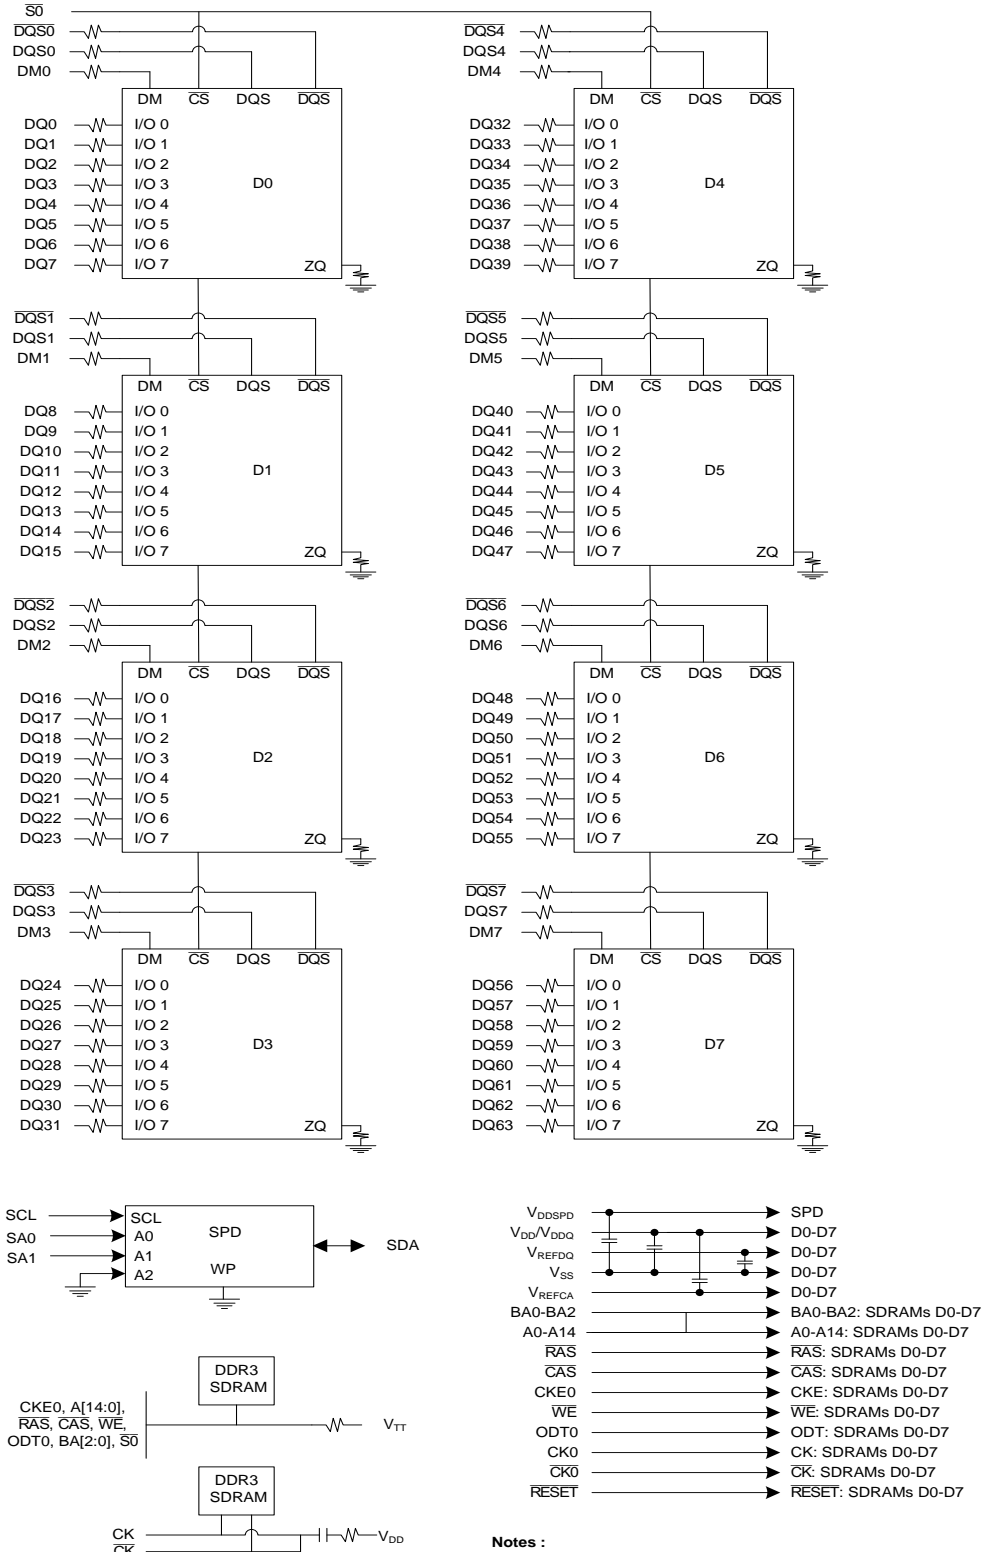 S0
DQS0
DQS0
DM0
DM CS DQS DQS
DQ0 I/O 0
DQ1 I/O 1
DQ2 I/O 2
DQ3 I/O 3 D0
DQ4 I/O 4
DQ5 I/O 5
DQ6 I/O 6
DQ7 I/O 7 ZQ
DQS1
DQS1
DM1
DM CS DQS DQS
DQ8 I/O 0
DQ9 I/O 1
DQ10 I/O 2
DQ11 I/O 3 D1
DQ12 I/O 4
DQ13 I/O 5
DQ14 I/O 6
DQ15 I/O 7 ZQ
DQS2
DQS2
DM2
DM CS DQS DQS
DQ16 I/O 0
DQ17 I/O 1
DQ18 I/O 2
DQ19 I/O 3 D2
DQ20 I/O 4
DQ21 I/O 5
DQ22 I/O 6
DQ23 I/O 7 ZQ
DQS3
DQS3
DM3
DM CS DQS DQS
DQ24 I/O 0
DQ25 I/O 1
DQ26 I/O 2
DQ27 I/O 3 D3
DQ28 I/O 4
DQ29 I/O 5
DQ30 I/O 6
DQ31 I/O 7 ZQ
DQS4
DQS4
DM4
DM CS DQS DQS
DQ32 I/O 0
DQ33 I/O 1
DQ34 I/O 2
DQ35 I/O 3 D4
DQ36 I/O 4
DQ37 I/O 5
DQ38 I/O 6
DQ39 I/O 7 ZQ
DQS5
DQS5
DM5
DM CS DQS DQS
DQ40 I/O 0
DQ41 I/O 1
DQ42 I/O 2
DQ43 I/O 3 D5
DQ44 I/O 4
DQ45 I/O 5
DQ46 I/O 6
DQ47 I/O 7 ZQ
DQS6
DQS6
DM6
DM CS DQS DQS
DQ48 I/O 0
DQ49 I/O 1
DQ50 I/O 2
DQ51 I/O 3 D6
DQ52 I/O 4
DQ53 I/O 5
DQ54 I/O 6
DQ55 I/O 7 ZQ
DQS7
DQS7
DM7
DM CS DQS DQS
DQ56 I/O 0
DQ57 I/O 1
DQ58 I/O 2
DQ59 I/O 3 D7
DQ60 I/O 4
DQ61 I/O 5
DQ62 I/O 6
DQ63 I/O 7 ZQ
SCL SCL
SA0 A0 SPD
SA1 A1 SDA
A2 WP
DDR3
SDRAM
CKE0, A[14:0],
RAS, CAS, WE,
ODT0, BA[2:0], S0
VTT
DDR3
SDRAM
CK VDD
CK
VDDSPD SPD
VDD/VDDQ D0-D7
VREFDQ D0-D7
VSS D0-D7
VREFCA D0-D7
BA0-BA2 BA0-BA2: SDRAMs D0-D7
A0-A14 A0-A14: SDRAMs D0-D7
RAS RAS: SDRAMs D0-D7
CAS CAS: SDRAMs D0-D7
CKE0 CKE: SDRAMs D0-D7
WE WE: SDRAMs D0-D7
ODT0 ODT: SDRAMs D0-D7
CK0 CK: SDRAMs D0-D7
CK0 CK: SDRAMs D0-D7
RESET RESET: SDRAMs D0-D7
Notes :